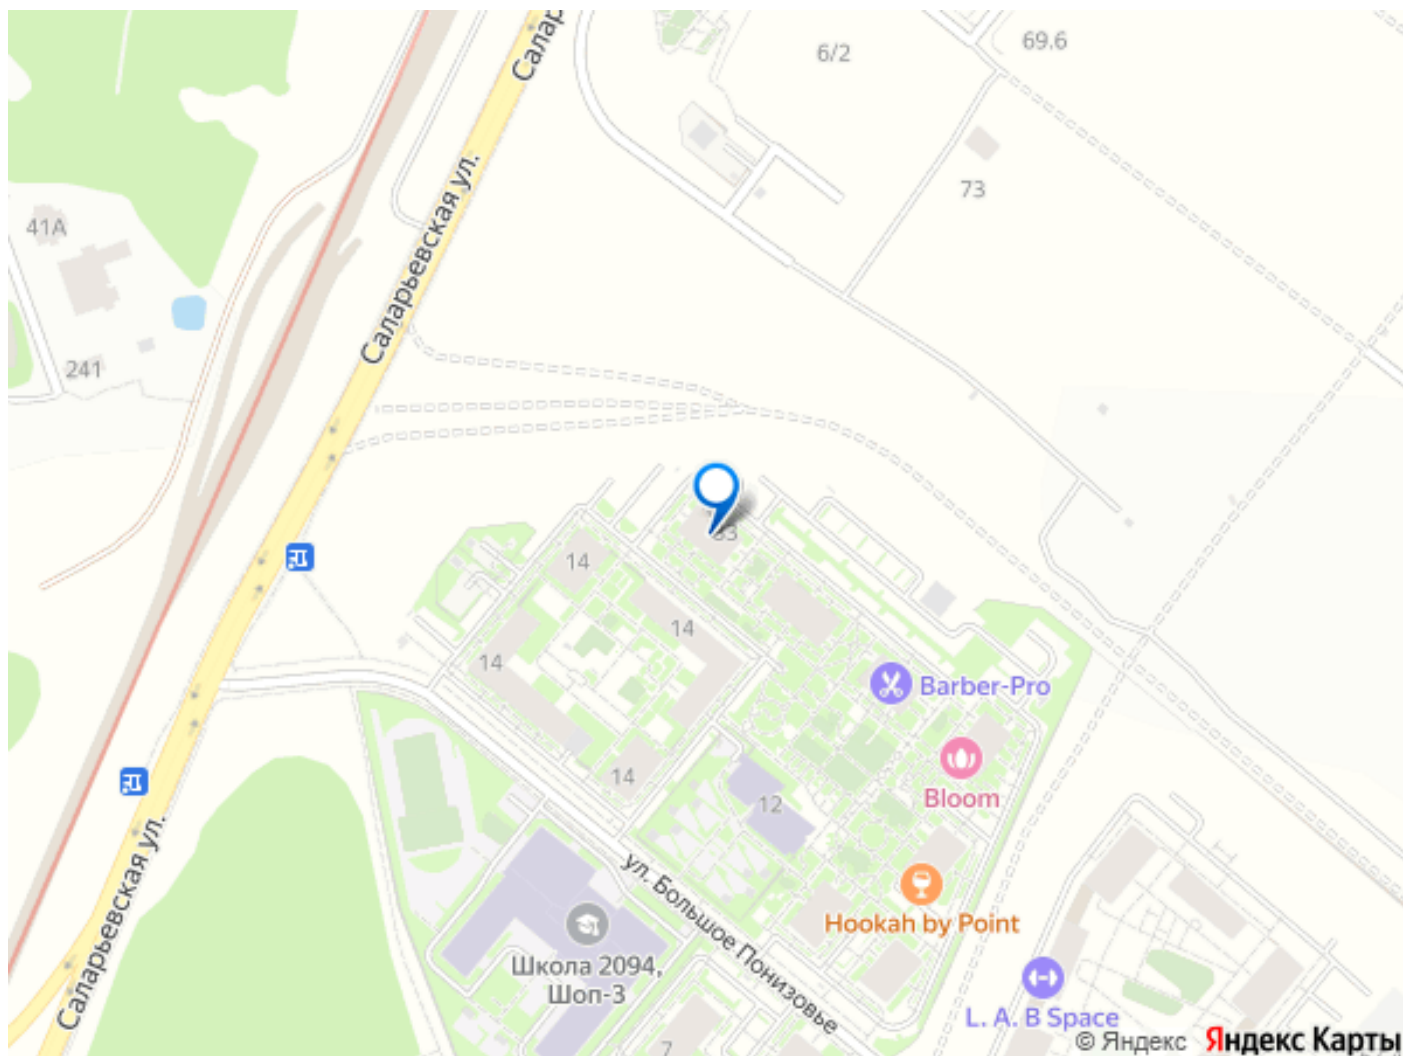 Салар
6/2
69.6
73
Саларьевская ул.
41А
241
33
14
14
14
14
Barber-Pro
Bloom
12
Hookah by Point
ул. Большое Понизовье
Школа 2094,
Шоп-3
Саларьевская ул.
7
L. A. B Space
© Яндекс Яндекс Карты